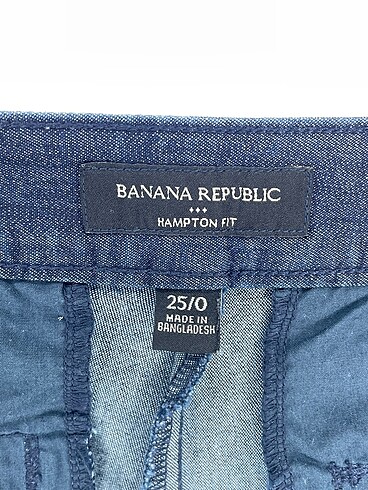 BANANA REPUBLIC
HAMPTON FIT
25/0
MADE IN
BANGLADESH